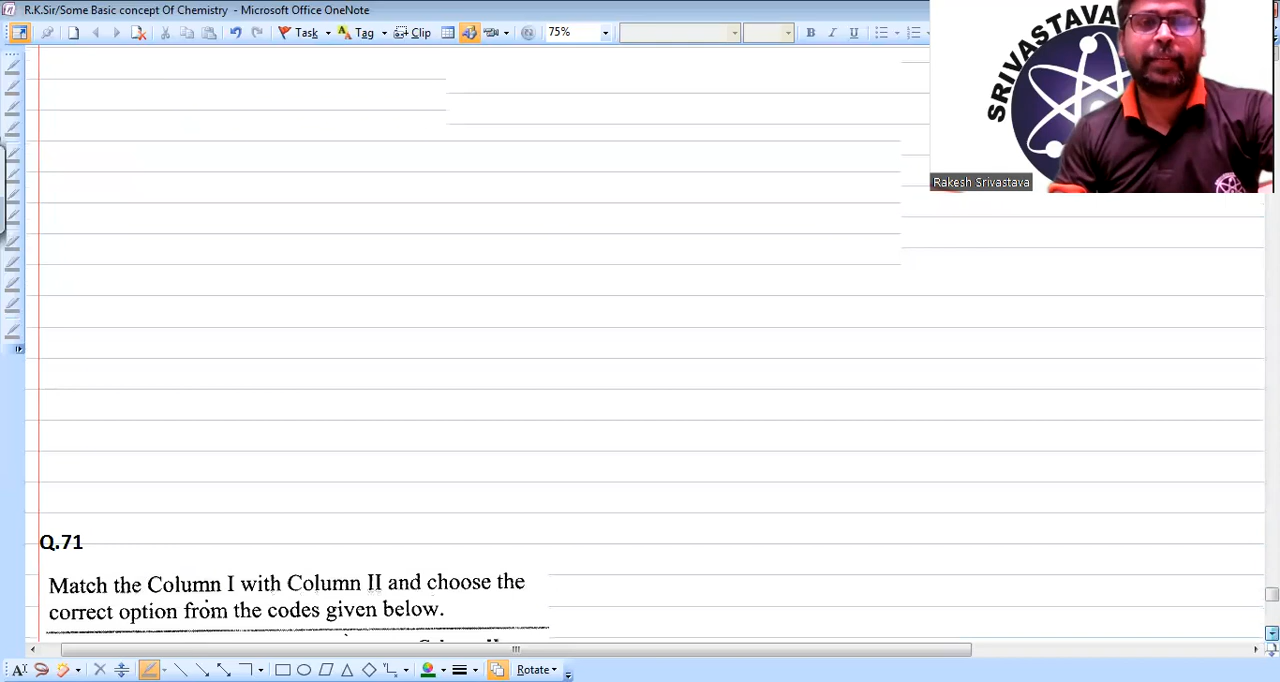 R.K.Sir/Some Basic concept Of Chemistry - Microsoft Office OneNote
Task Tag Clip 75% B I U
SRIVASTAVA
Rakesh Srivastava
Q.71
Match the Column I with Column II and choose the
correct option from the codes given below.
A Rotate